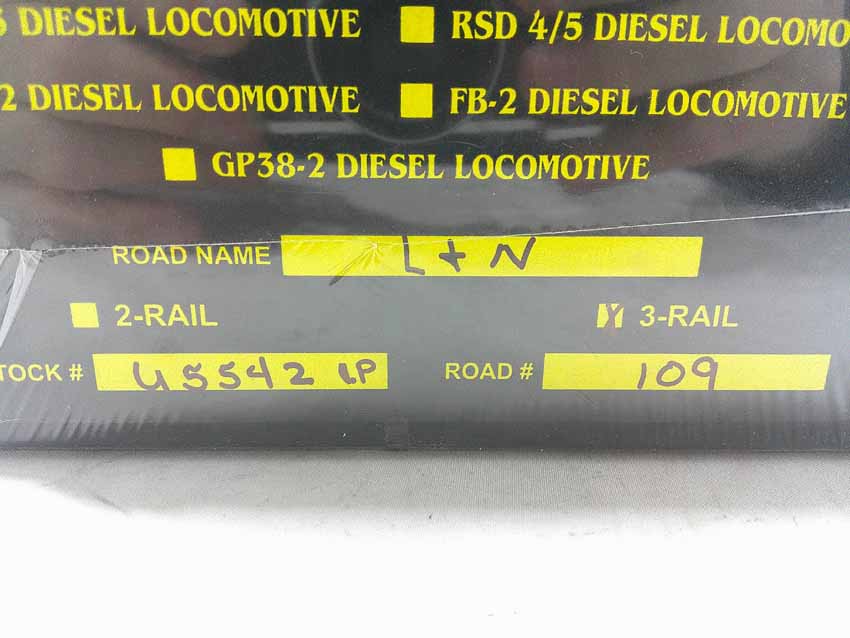 DIESEL LOCOMOTIVE RSD 4/5 DIESEL LOCOMO
2 DIESEL LOCOMOTIVE FB-2 DIESEL LOCOMOTIVE
GP38-2 DIESEL LOCOMOTIVE
ROAD NAME L + N
2-RAIL 3-RAIL
TOCK # U5542 LP ROAD # 109